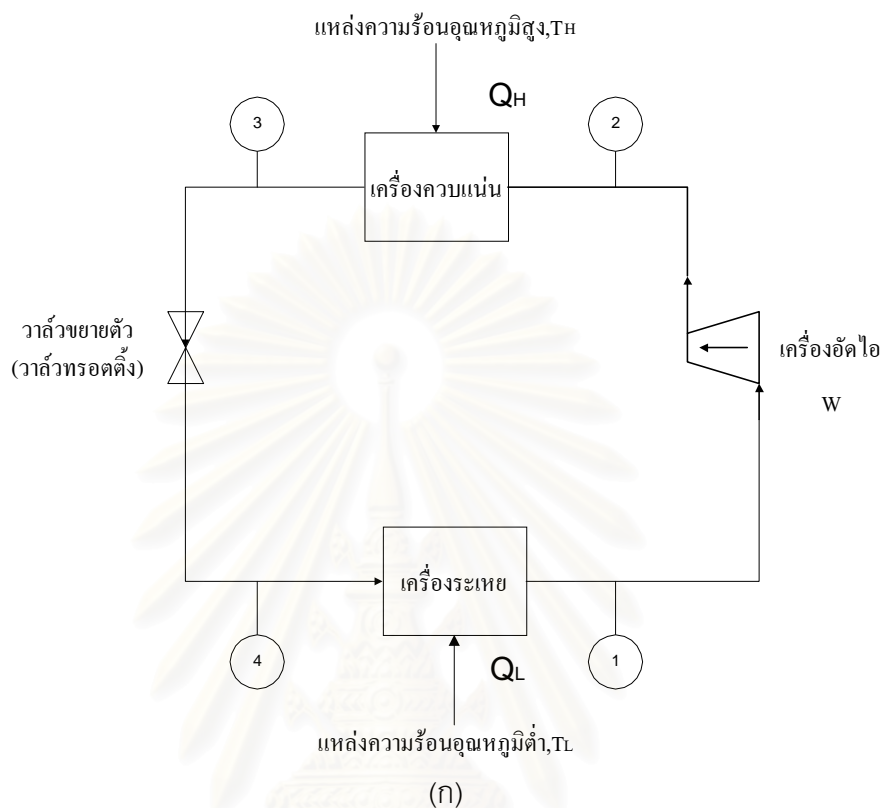 แหล่งความร้อนอุณหภูมิสูง,TH
QH
3
2
เครื่องควบแน่น
วาล์วขยายตัว
(วาล์วทรอตติ้ง)
เครื่องอัดไอ
W
เครื่องระเหย
4
1
QL
แหล่งความร้อนอุณหภูมิต่ำ,TL
(ก)